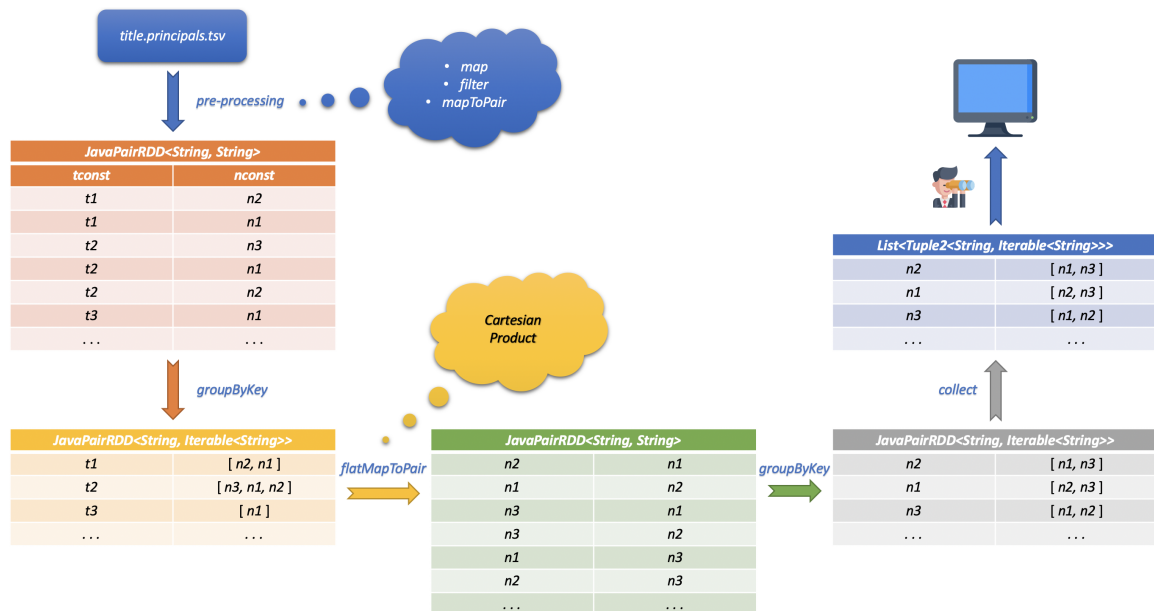 title.principals.tsv
pre-processing
• map
• filter
• mapToPair
JavaPairRDD<String, String>
tconst nconst
t1 n2
t1 n1
t2 n3
t2 n1
t2 n2
t3 n1
. . . . . .
groupByKey
JavaPairRDD<String, Iterable<String>>
t1 [ n2, n1 ]
t2 [ n3, n1, n2 ]
t3 [ n1 ]
. . . . . .
flatMapToPair
Cartesian
Product
JavaPairRDD<String, String>
n2 n1
n1 n2
n3 n1
n3 n2
n1 n3
n2 n3
. . . . . .
groupByKey
JavaPairRDD<String, Iterable<String>>
n2 [ n1, n3 ]
n1 [ n2, n3 ]
n3 [ n1, n2 ]
. . . . . .
collect
List<Tuple2<String, Iterable<String>>>
n2 [ n1, n3 ]
n1 [ n2, n3 ]
n3 [ n1, n2 ]
. . . . . .